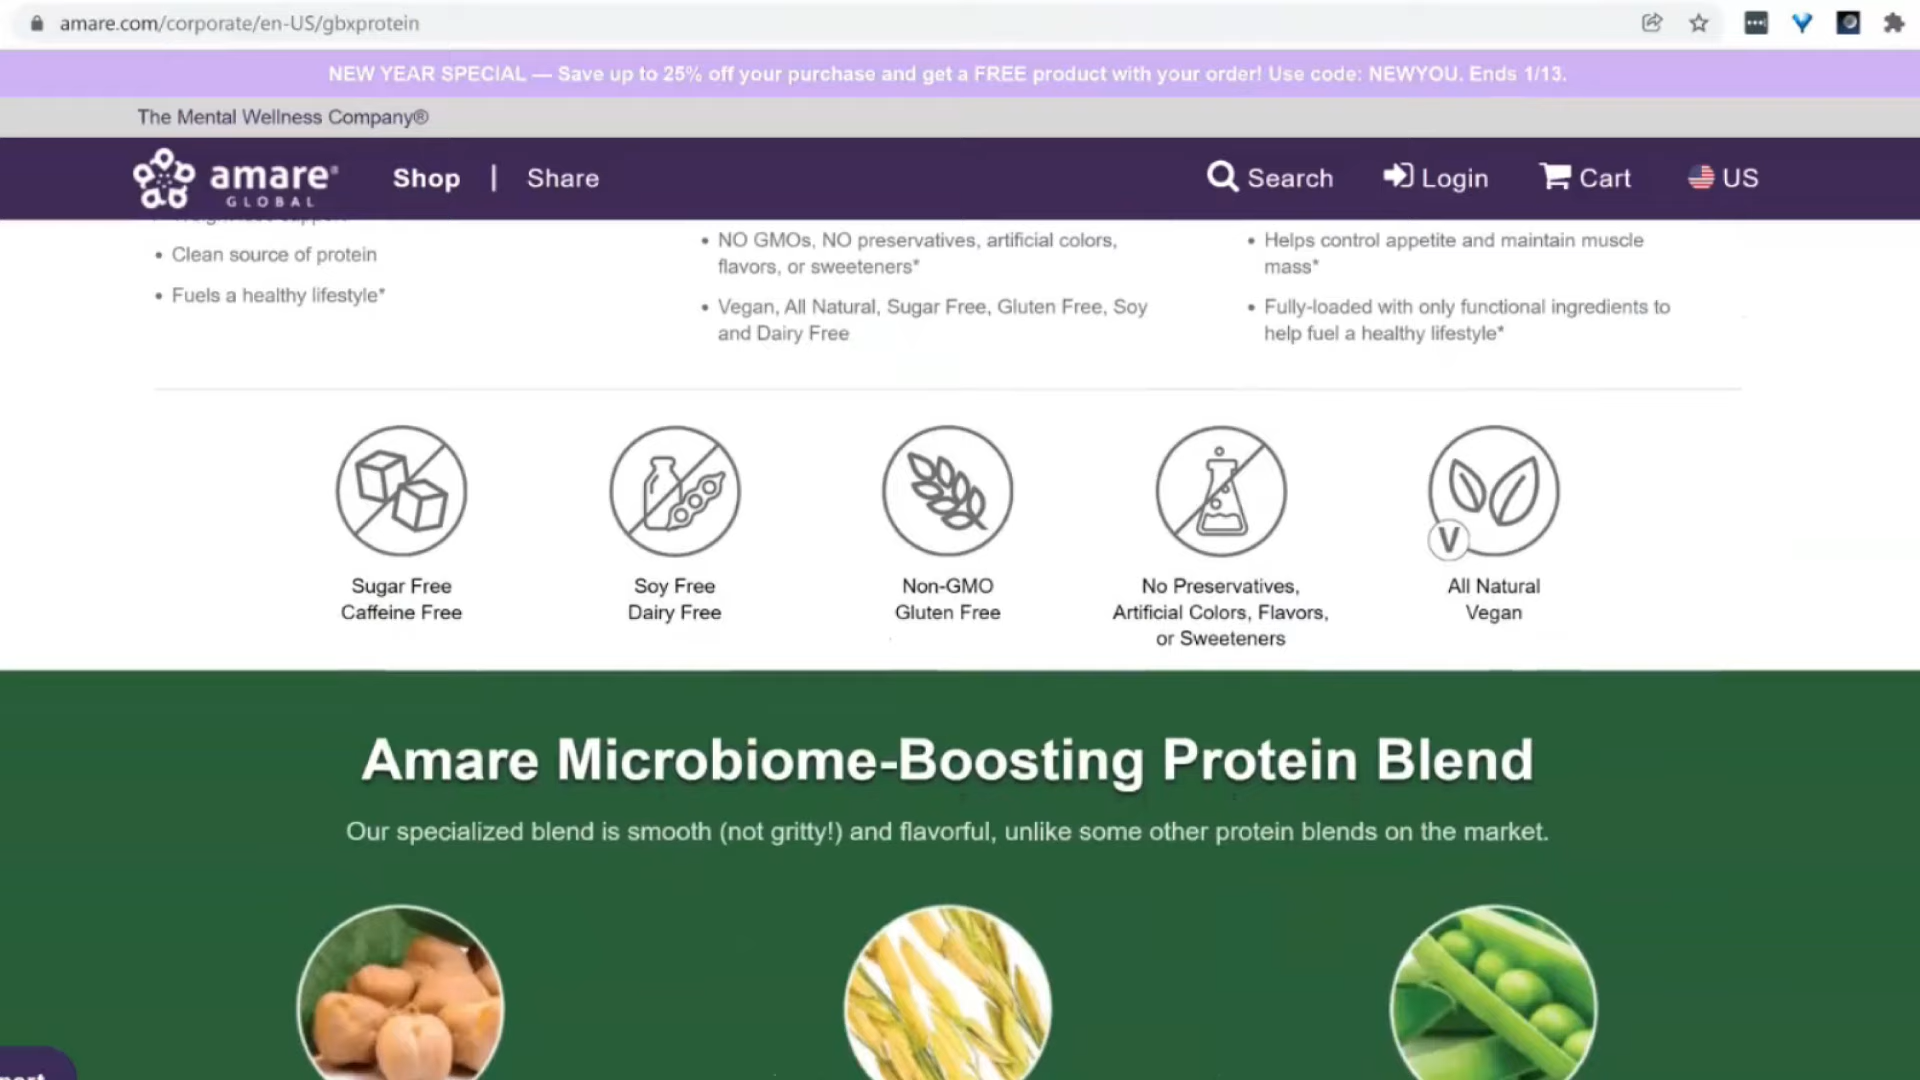 amare.com/corporate/en-US/gbxprotein
NEW YEAR SPECIAL — Save up to 25% off your purchase and get a FREE product with your order! Use code: NEWYOU. Ends 1/13.
The Mental Wellness Company®
amare® GLOBAL
Shop | Share
Search Login Cart US
• Clean source of protein
• Fuels a healthy lifestyle*
• NO GMOs, NO preservatives, artificial colors,
flavors, or sweeteners*
• Vegan, All Natural, Sugar Free, Gluten Free, Soy
and Dairy Free
• Helps control appetite and maintain muscle
mass*
• Fully-loaded with only functional ingredients to
help fuel a healthy lifestyle*
Sugar Free
Caffeine Free
Soy Free
Dairy Free
Non-GMO
Gluten Free
No Preservatives,
Artificial Colors, Flavors,
or Sweeteners
V
All Natural
Vegan
Amare Microbiome-Boosting Protein Blend
Our specialized blend is smooth (not gritty!) and flavorful, unlike some other protein blends on the market.